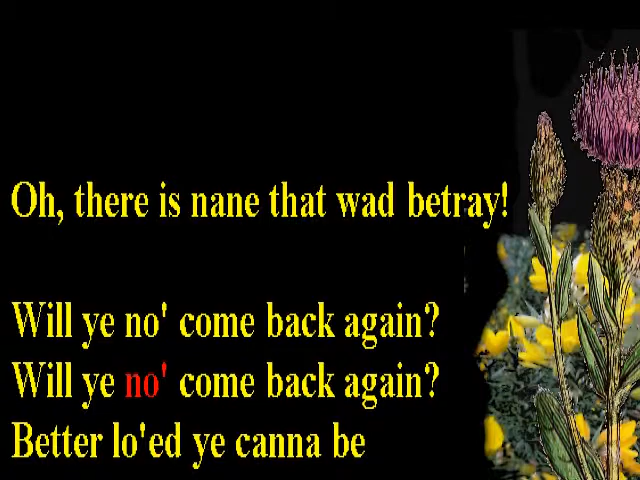 Oh, there is nane that wad betray!
Will ye no' come back again?
Will ye no' come back again?
Better lo'ed ye canna be